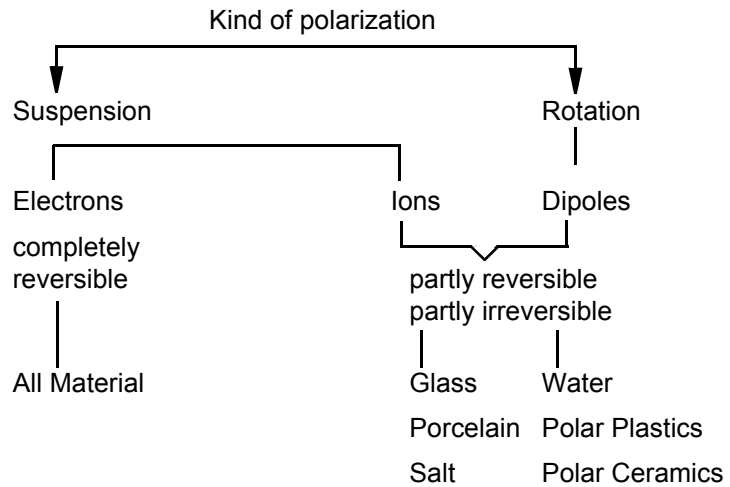 Kind of polarization
Suspension
Rotation
Electrons
Ions
Dipoles
completely
reversible
partly reversible
partly irreversible
All Material
Glass
Water
Porcelain
Polar Plastics
Salt
Polar Ceramics